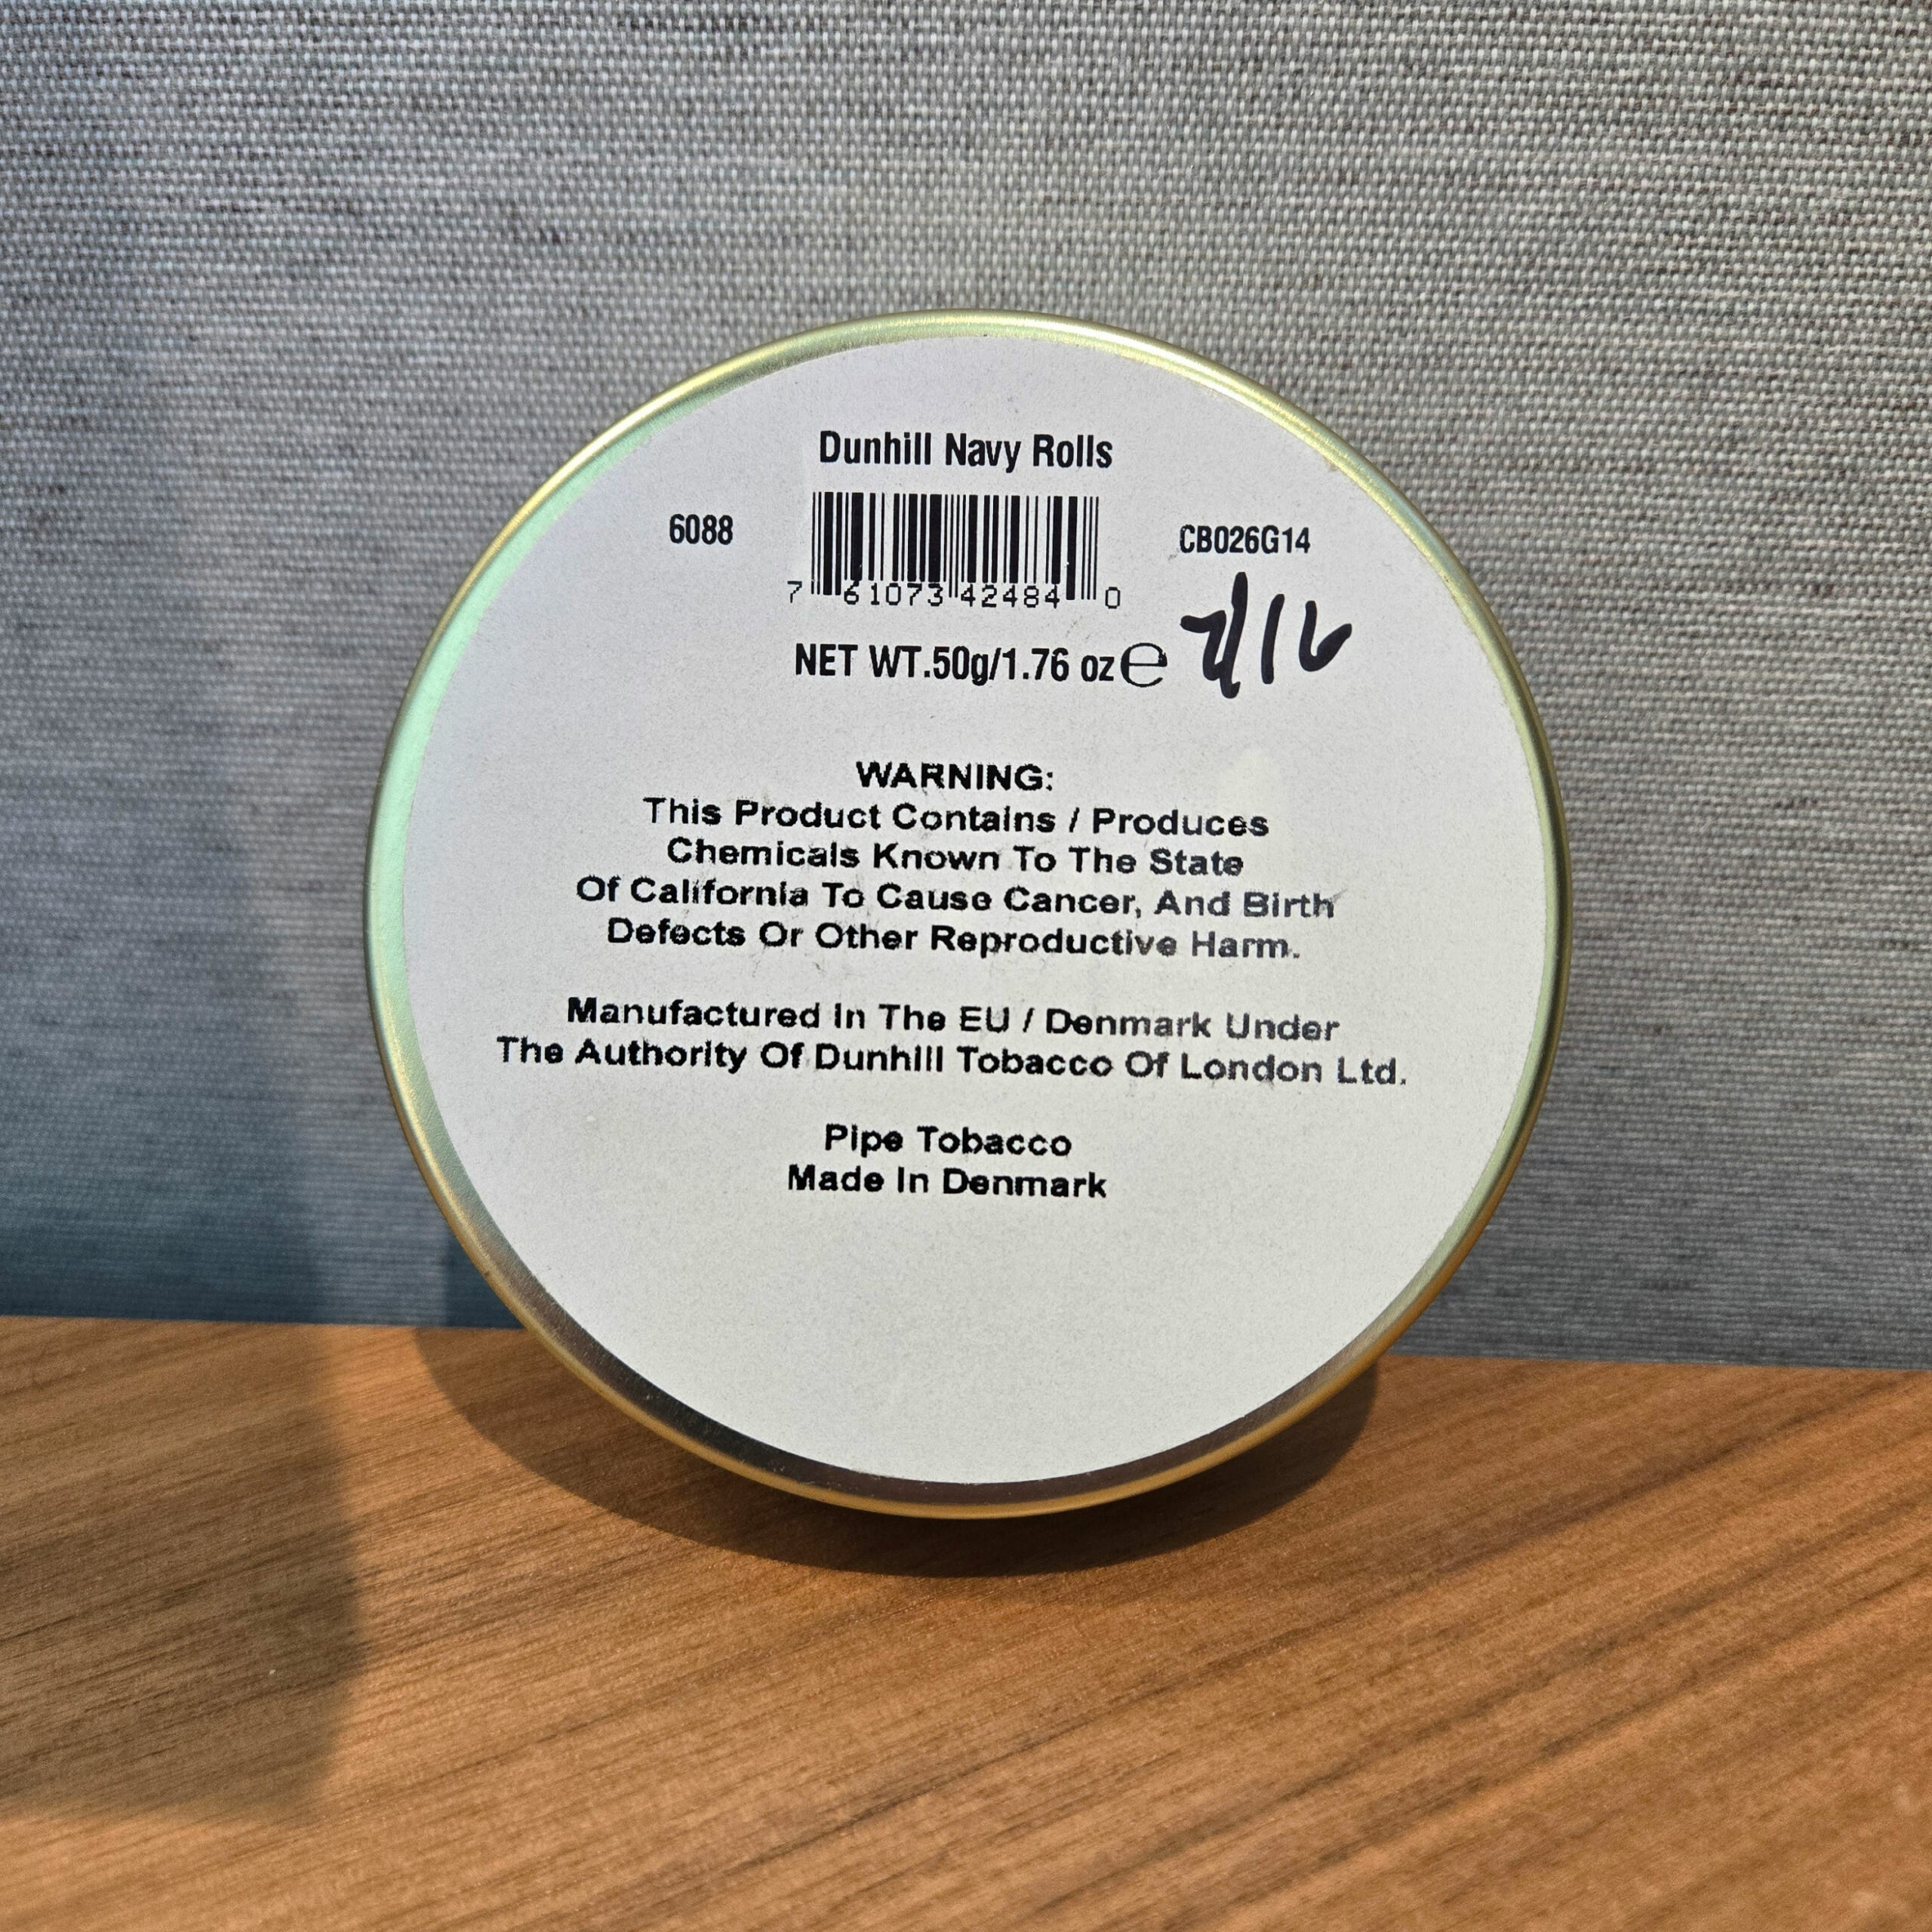 Dunhill Navy Rolls
6088
CB026G14
7 61073 42484 0
7/16
NET WT.50g/1.76 oz ℮
WARNING:
This Product Contains / Produces
Chemicals Known To The State
Of California To Cause Cancer, And Birth
Defects Or Other Reproductive Harm.
Manufactured In The EU / Denmark Under
The Authority Of Dunhill Tobacco Of London Ltd.
Pipe Tobacco
Made In Denmark